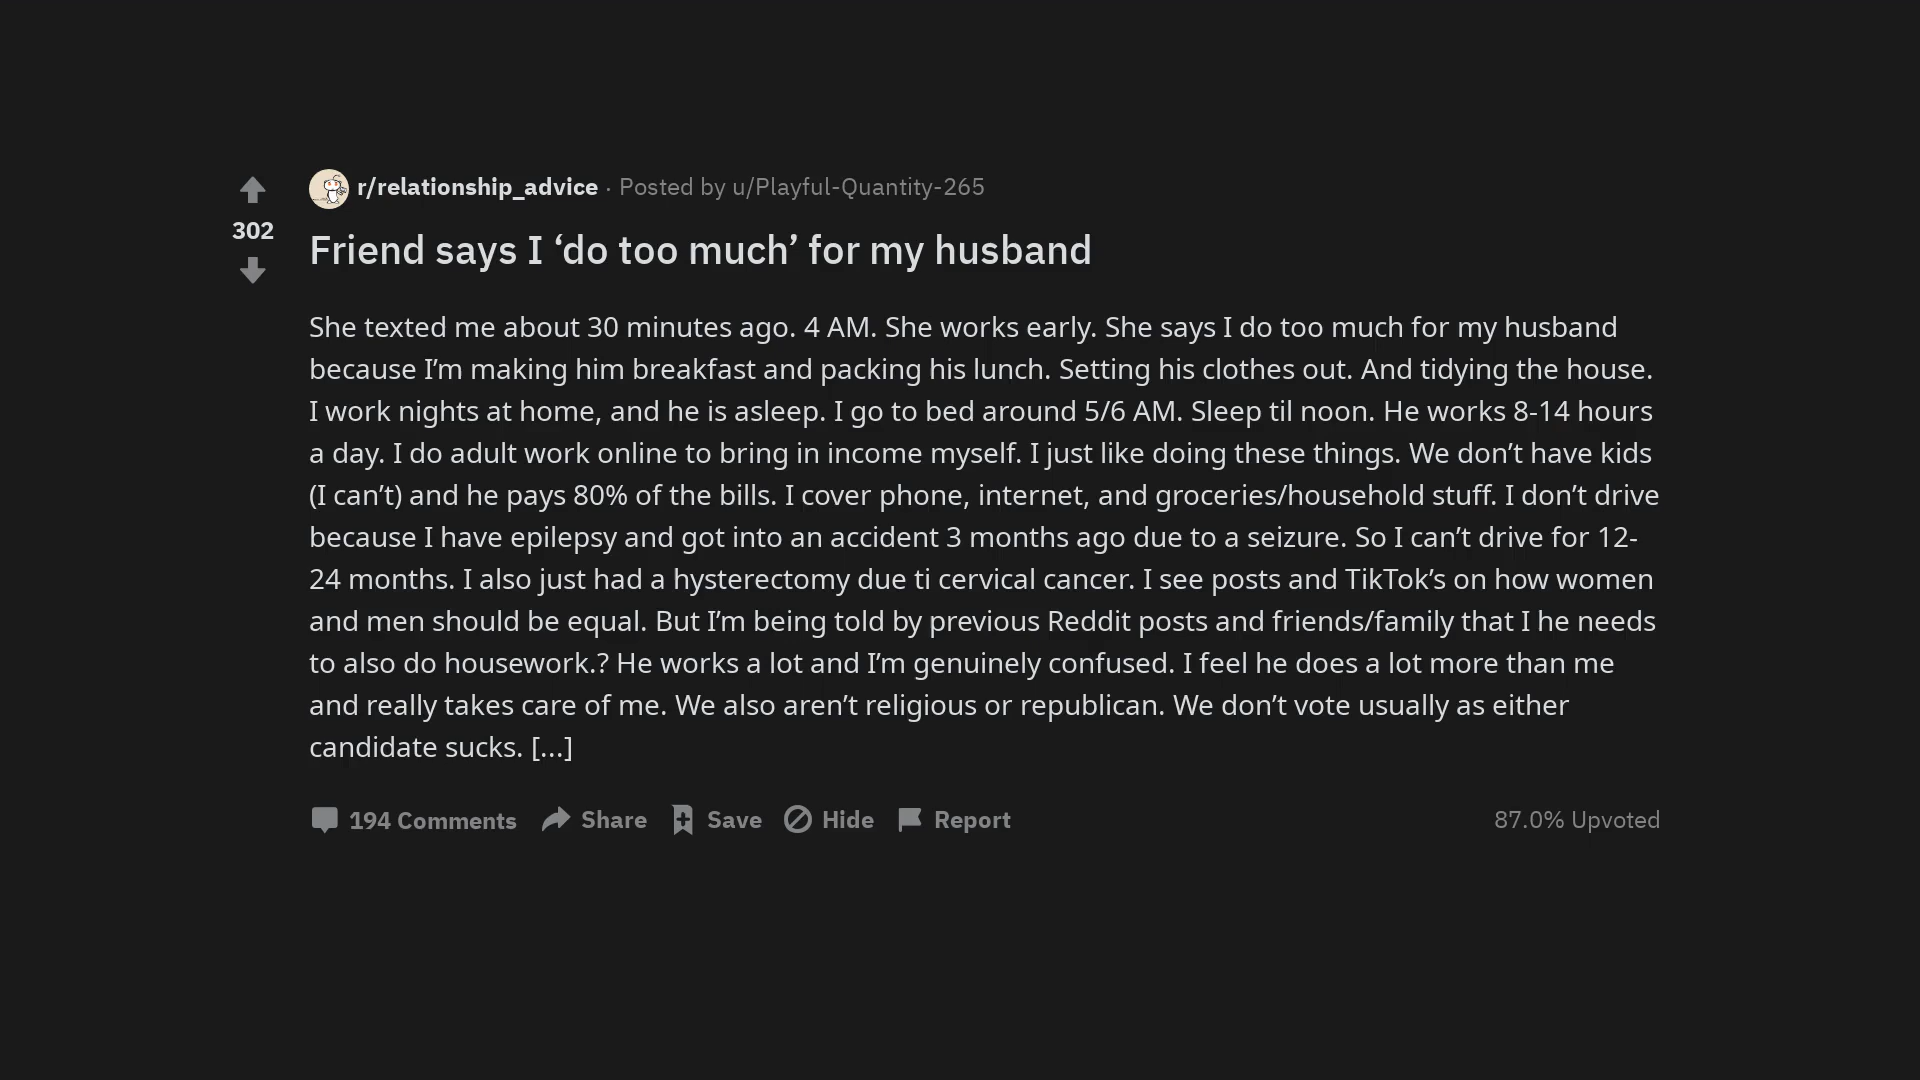 r/relationship_advice · Posted by u/Playful-Quantity-265
302
Friend says I ‘do too much’ for my husband
She texted me about 30 minutes ago. 4 AM. She works early. She says I do too much for my husband
because I’m making him breakfast and packing his lunch. Setting his clothes out. And tidying the house.
I work nights at home, and he is asleep. I go to bed around 5/6 AM. Sleep til noon. He works 8-14 hours
a day. I do adult work online to bring in income myself. I just like doing these things. We don’t have kids
(I can’t) and he pays 80% of the bills. I cover phone, internet, and groceries/household stuff. I don’t drive
because I have epilepsy and got into an accident 3 months ago due to a seizure. So I can’t drive for 12-
24 months. I also just had a hysterectomy due ti cervical cancer. I see posts and TikTok’s on how women
and men should be equal. But I’m being told by previous Reddit posts and friends/family that I he needs
to also do housework.? He works a lot and I’m genuinely confused. I feel he does a lot more than me
and really takes care of me. We also aren’t religious or republican. We don’t vote usually as either
candidate sucks. [...]
194 Comments Share Save Hide Report 87.0% Upvoted